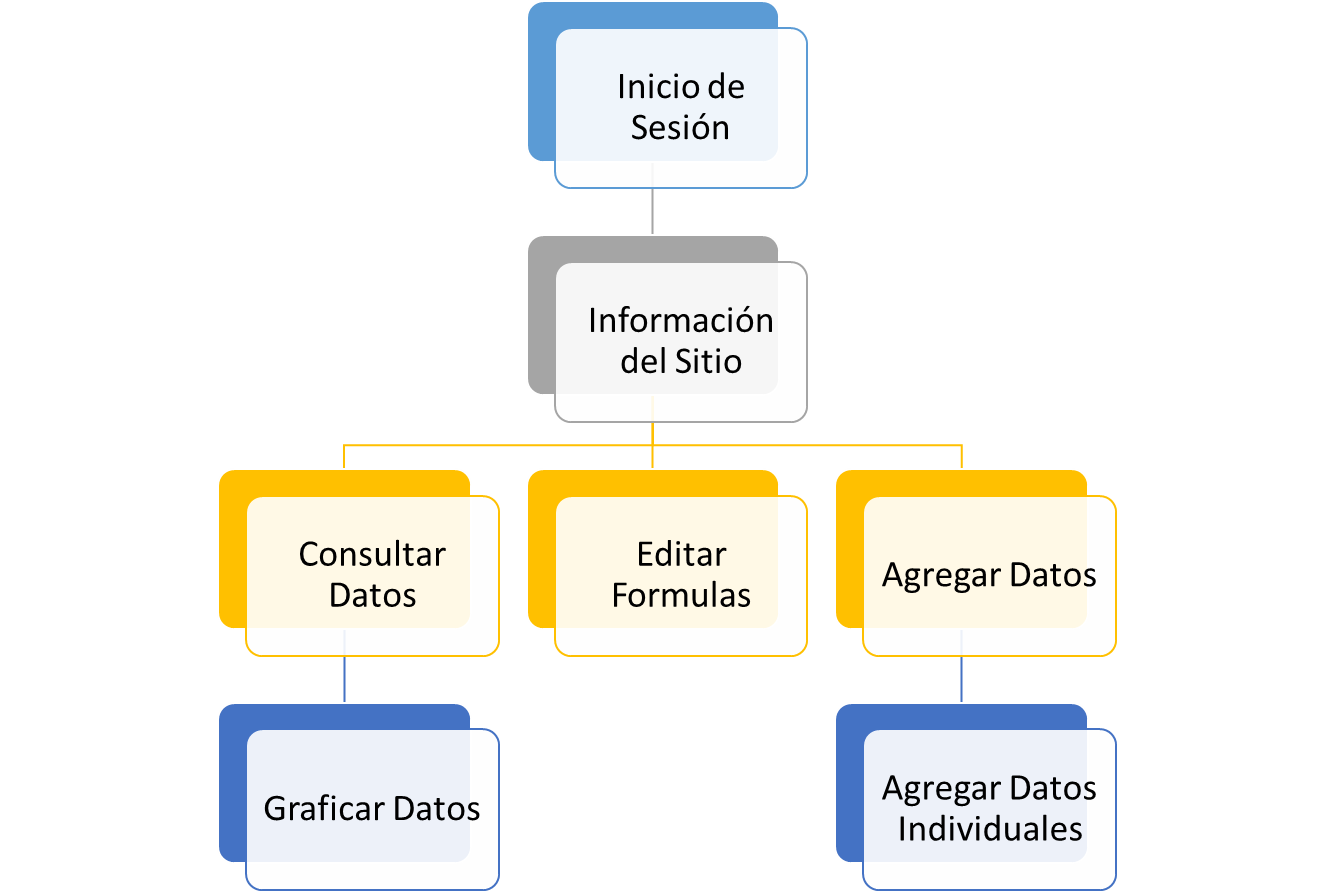 Inicio de
Sesión
Información
del Sitio
Consultar
Datos
Editar
Formulas
Agregar Datos
Graficar Datos
Agregar Datos
Individuales